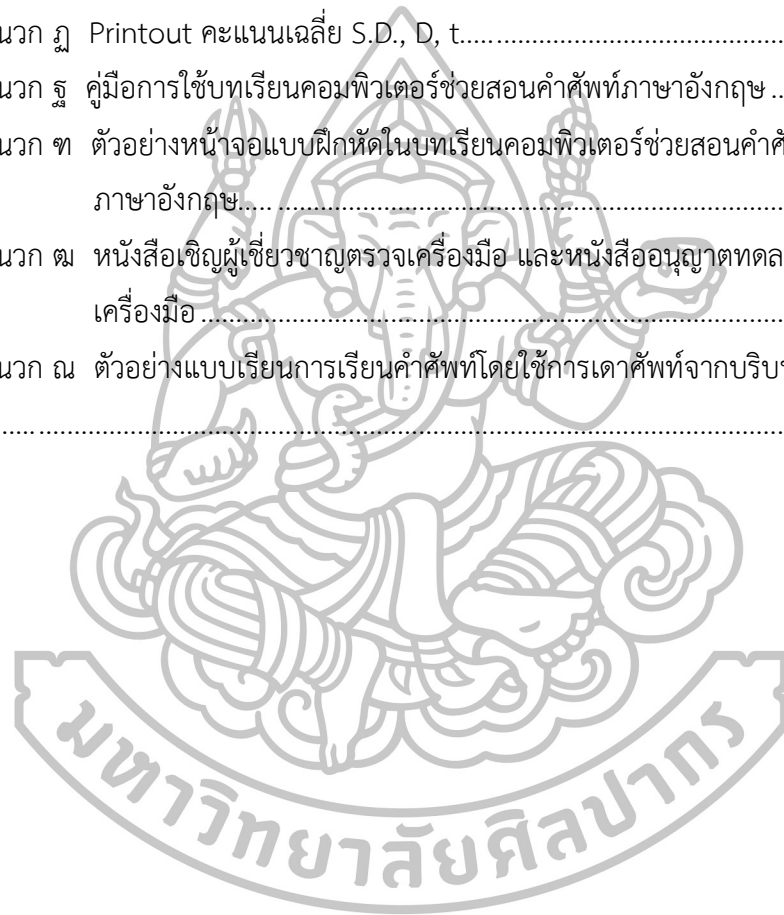 นวก ฏ Printout คะแนนเฉลี่ย S.D., D, t..............................................
นวก ฐ คู่มือการใช้บทเรียนคอมพิวเตอร์ช่วยสอนคำศัพท์ภาษาอังกฤษ ..
นวก ฑ ตัวอย่างหน้าจอแบบฝึกหัดในบทเรียนคอมพิวเตอร์ช่วยสอนคำศั
ภาษาอังกฤษ..... ...............................................................................
นวก ฒ หนังสือเชิญผู้เชี่ยวชาญตรวจเครื่องมือ และหนังสืออนุญาตทดล
เครื่องมือ ..........................................................................................
นวก ณ ตัวอย่างแบบเรียนการเรียนคำศัพท์โดยใช้การเดาศัพท์จากบริบ
.....................................................................................................
มหาวิทยาลัยศิลปากร